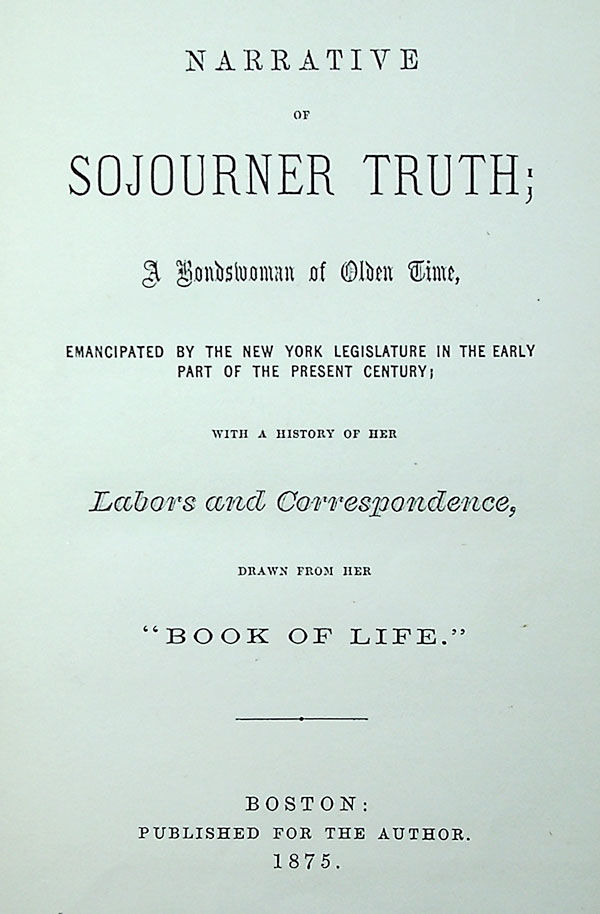 NARRATIVE
OF
SOJOURNER TRUTH;
A Bondswoman of Olden Time,
EMANCIPATED BY THE NEW YORK LEGISLATURE IN THE EARLY
PART OF THE PRESENT CENTURY;
WITH A HISTORY OF HER
Labors and Correspondence,
DRAWN FROM HER
“BOOK OF LIFE.”
BOSTON:
PUBLISHED FOR THE AUTHOR.
1875.